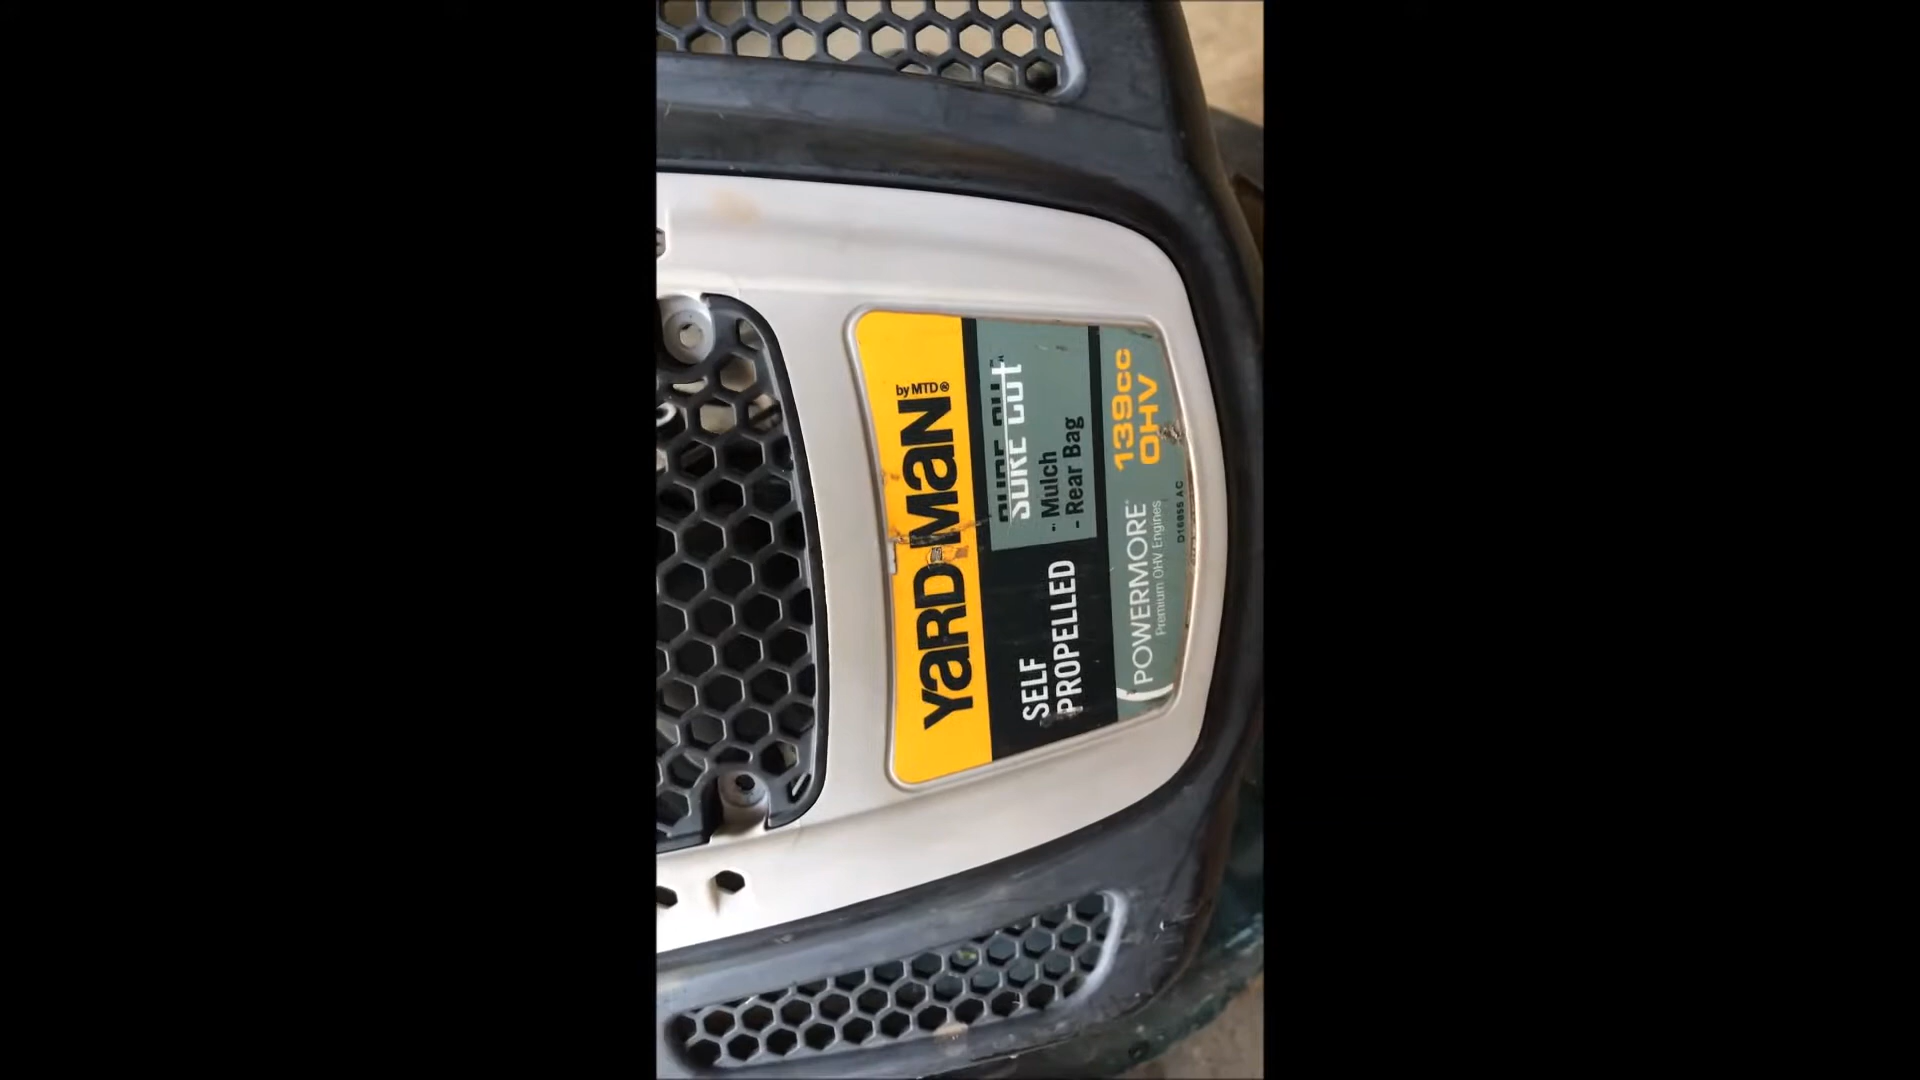 YARD-MAN
by MTD®
SELF
PROPELLED
SURE CUT
- Mulch
- Rear Bag
POWERMORE
Premium OHV Engines
139cc
OHV
D16855 AC